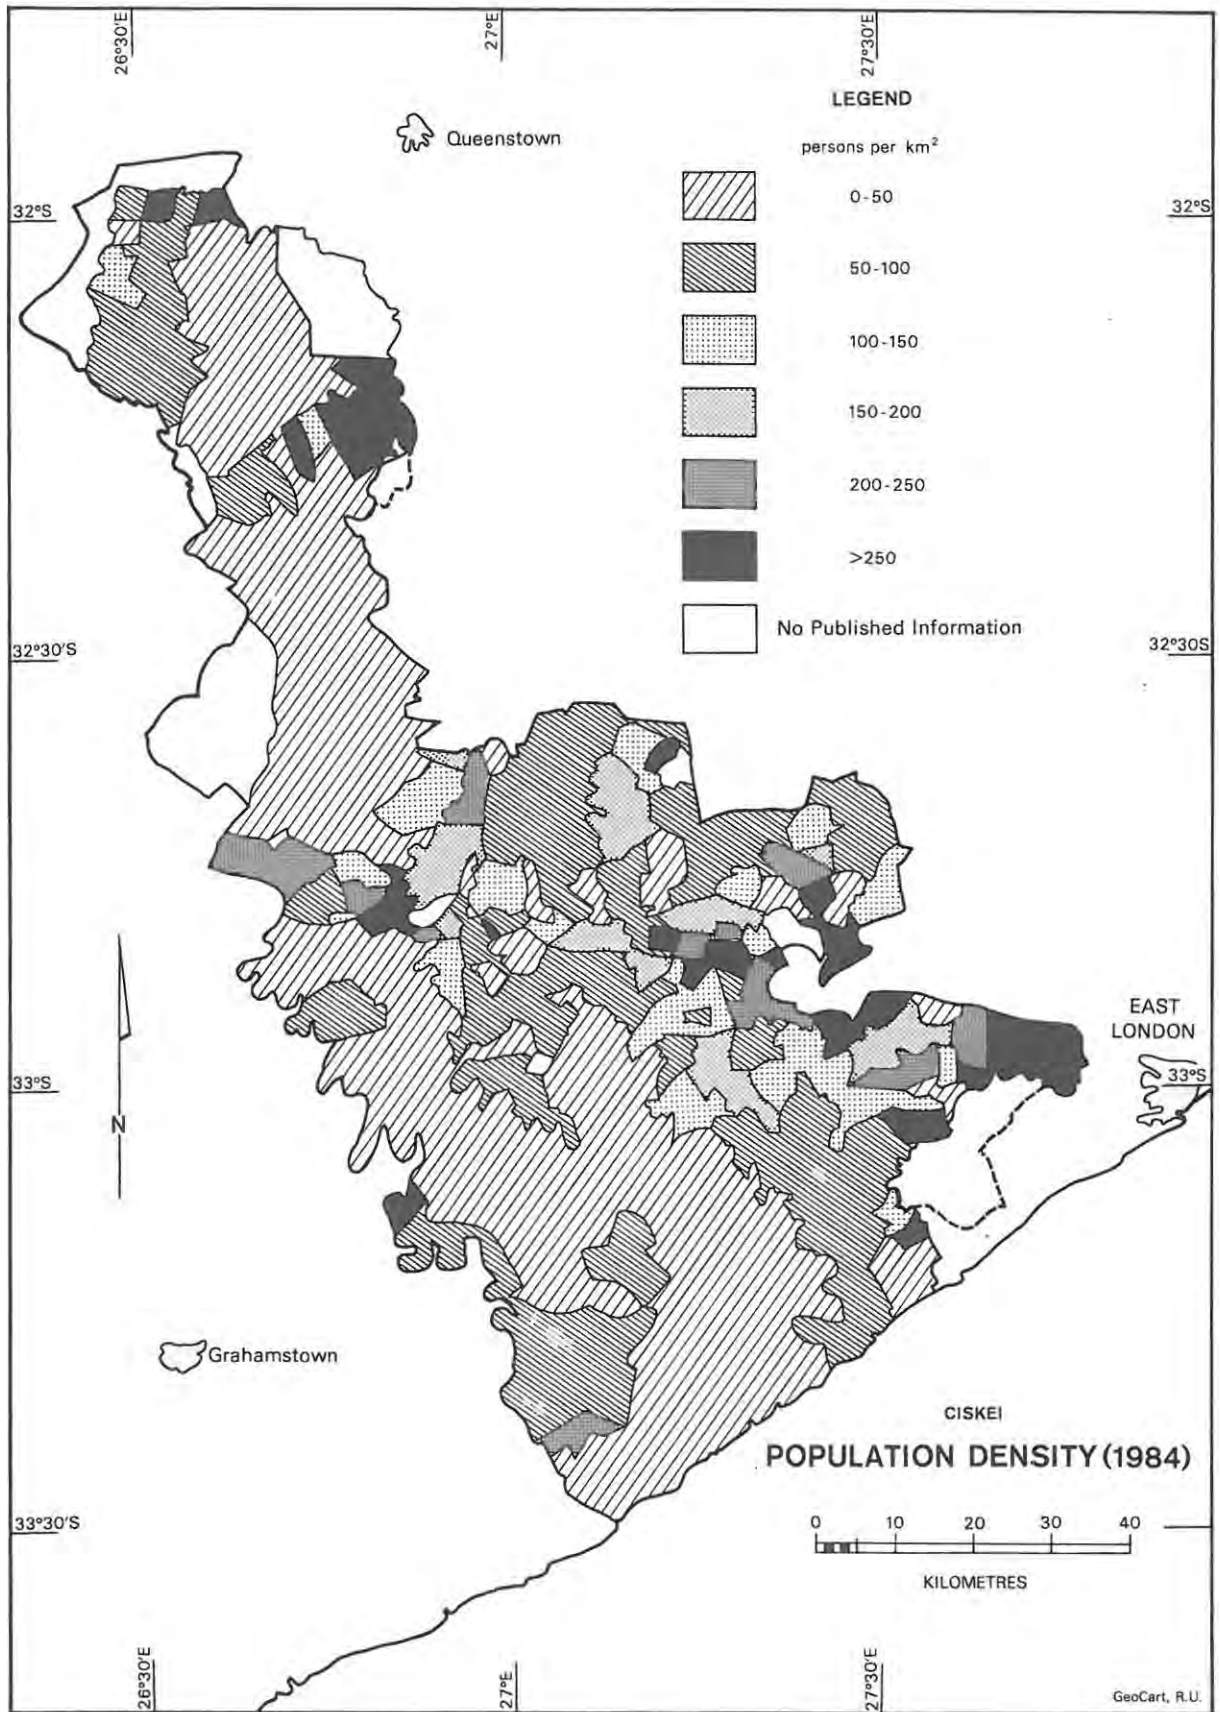 26°30'E
27°E
27°30'E
LEGEND
persons per km²
Queenstown
0-50
32°S
32°S
50-100
100-150
150-200
200-250
>250
No Published Information
32°30'S
32°30S
EAST
LONDON
33°S
33°S
N
Grahamstown
CISKEI
POPULATION DENSITY (1984)
33°30'S
0 10 20 30 40
KILOMETRES
26°30'E
27°E
27°30'E
GeoCart, R.U.